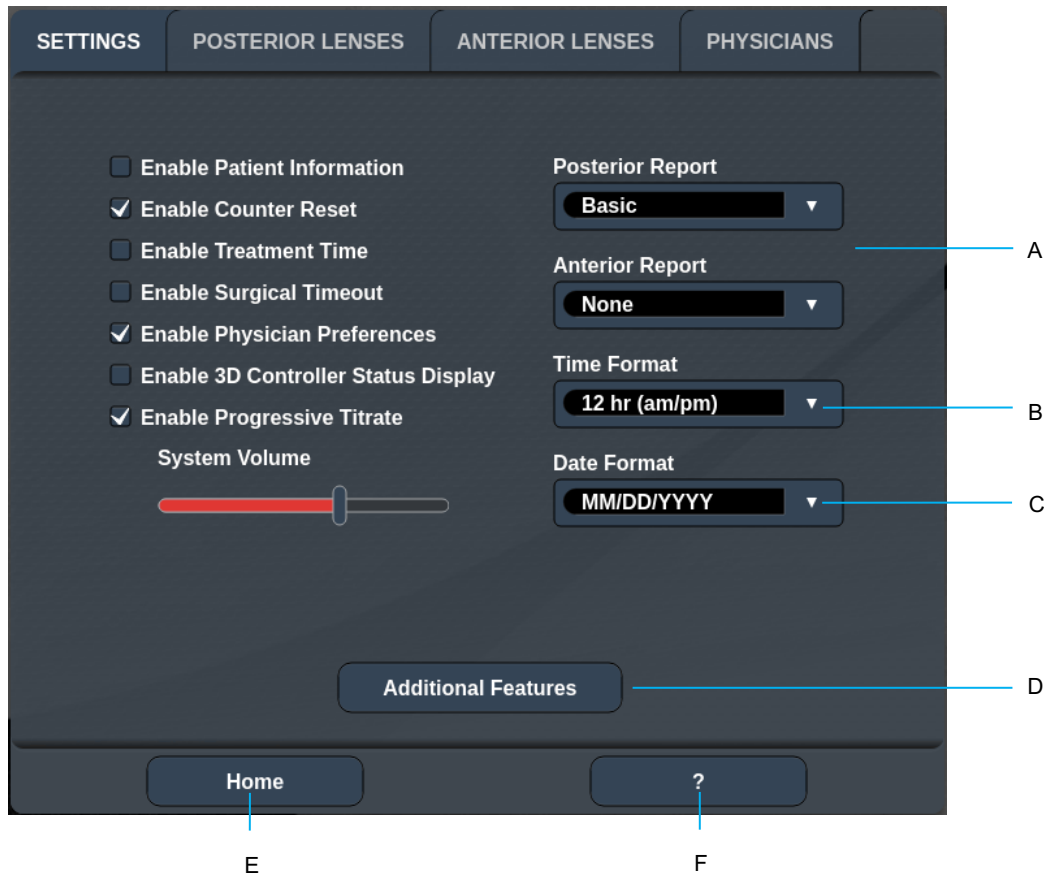 SETTINGS
POSTERIOR LENSES
ANTERIOR LENSES
PHYSICIANS
Enable Patient Information
Enable Counter Reset
Enable Treatment Time
Enable Surgical Timeout
Enable Physician Preferences
Enable 3D Controller Status Display
Enable Progressive Titrate
System Volume
Posterior Report
Basic
A
Anterior Report
None
Time Format
12 hr (am/pm)
B
Date Format
MM/DD/YYYY
C
Additional Features
D
Home
?
E
F